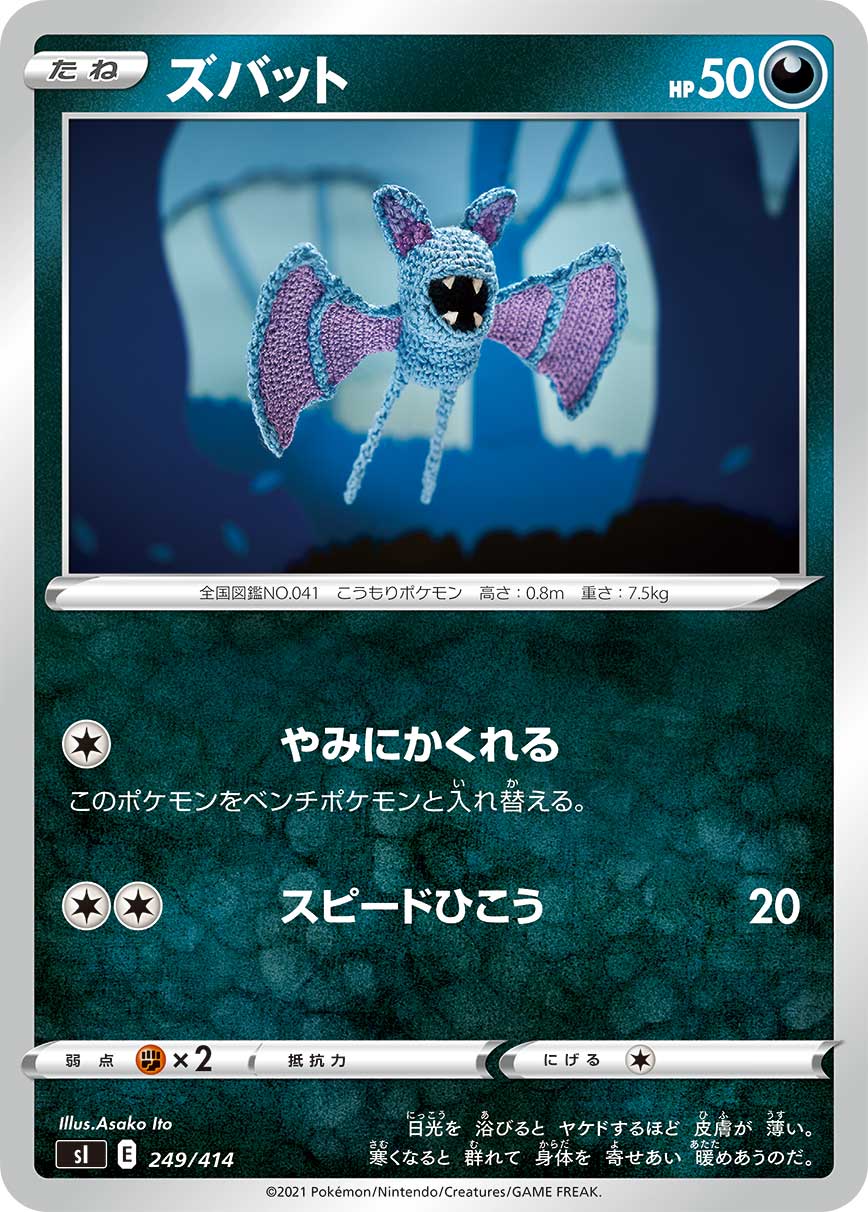 たね ズバット HP50
全国図鑑NO.041 こうもりポケモン 高さ：0.8m 重さ：7.5kg
やみにかくれる
このポケモンをベンチポケモンと入れ替える。
スピードひこう 20
弱点 ×2 抵抗力 にげる
Illus.Asako Ito
日光を 浴びると ヤケドするほど 皮膚が 薄い。
寒くなると 群れて 身体を 寄せあい 暖めあうのだ。
sI E 249/414
©2021 Pokémon/Nintendo/Creatures/GAME FREAK.